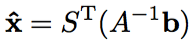 x̂ = Sᵀ(A⁻¹b)